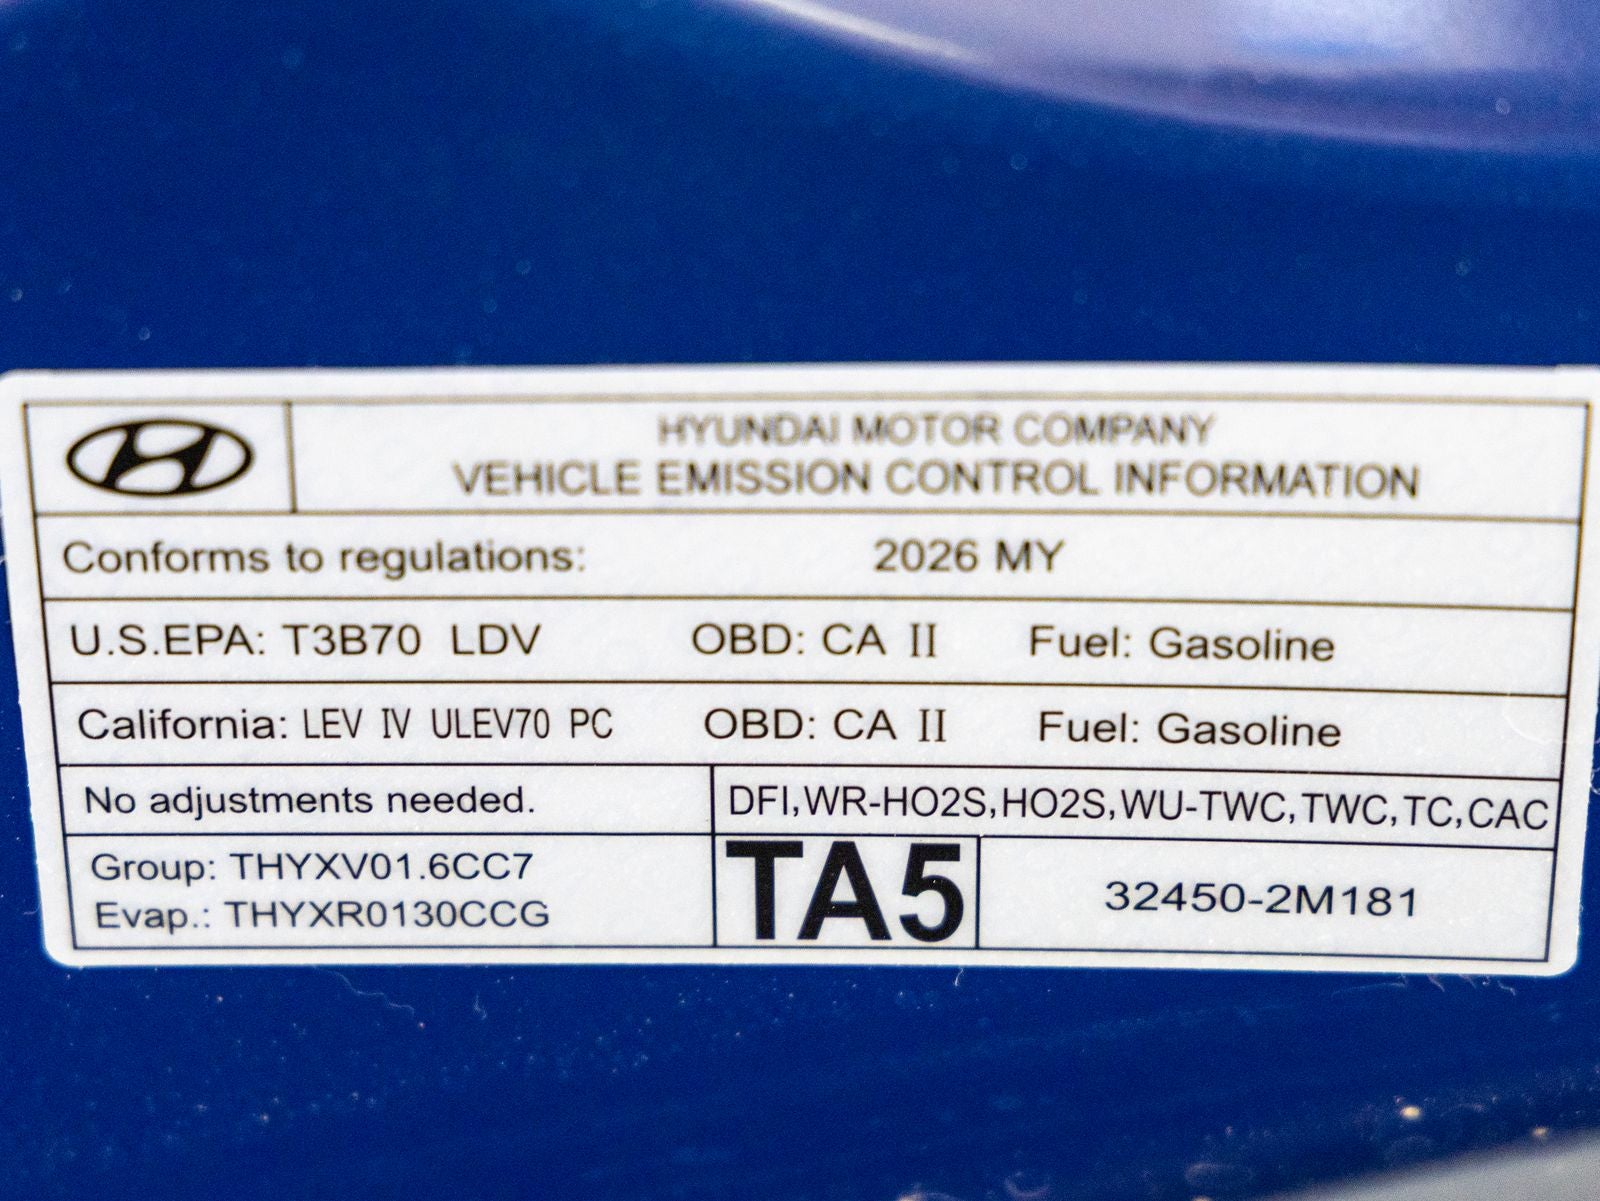 HYUNDAI MOTOR COMPANY
VEHICLE EMISSION CONTROL INFORMATION
Conforms to regulations: 2026 MY
U.S.EPA: T3B70 LDV OBD: CA II Fuel: Gasoline
California: LEV IV ULEV70 PC OBD: CA II Fuel: Gasoline
No adjustments needed. DFI,WR-HO2S,HO2S,WU-TWC,TWC,TC,CAC
Group: THYXV01.6CC7
Evap.: THYXR0130CCG
TA5
32450-2M181